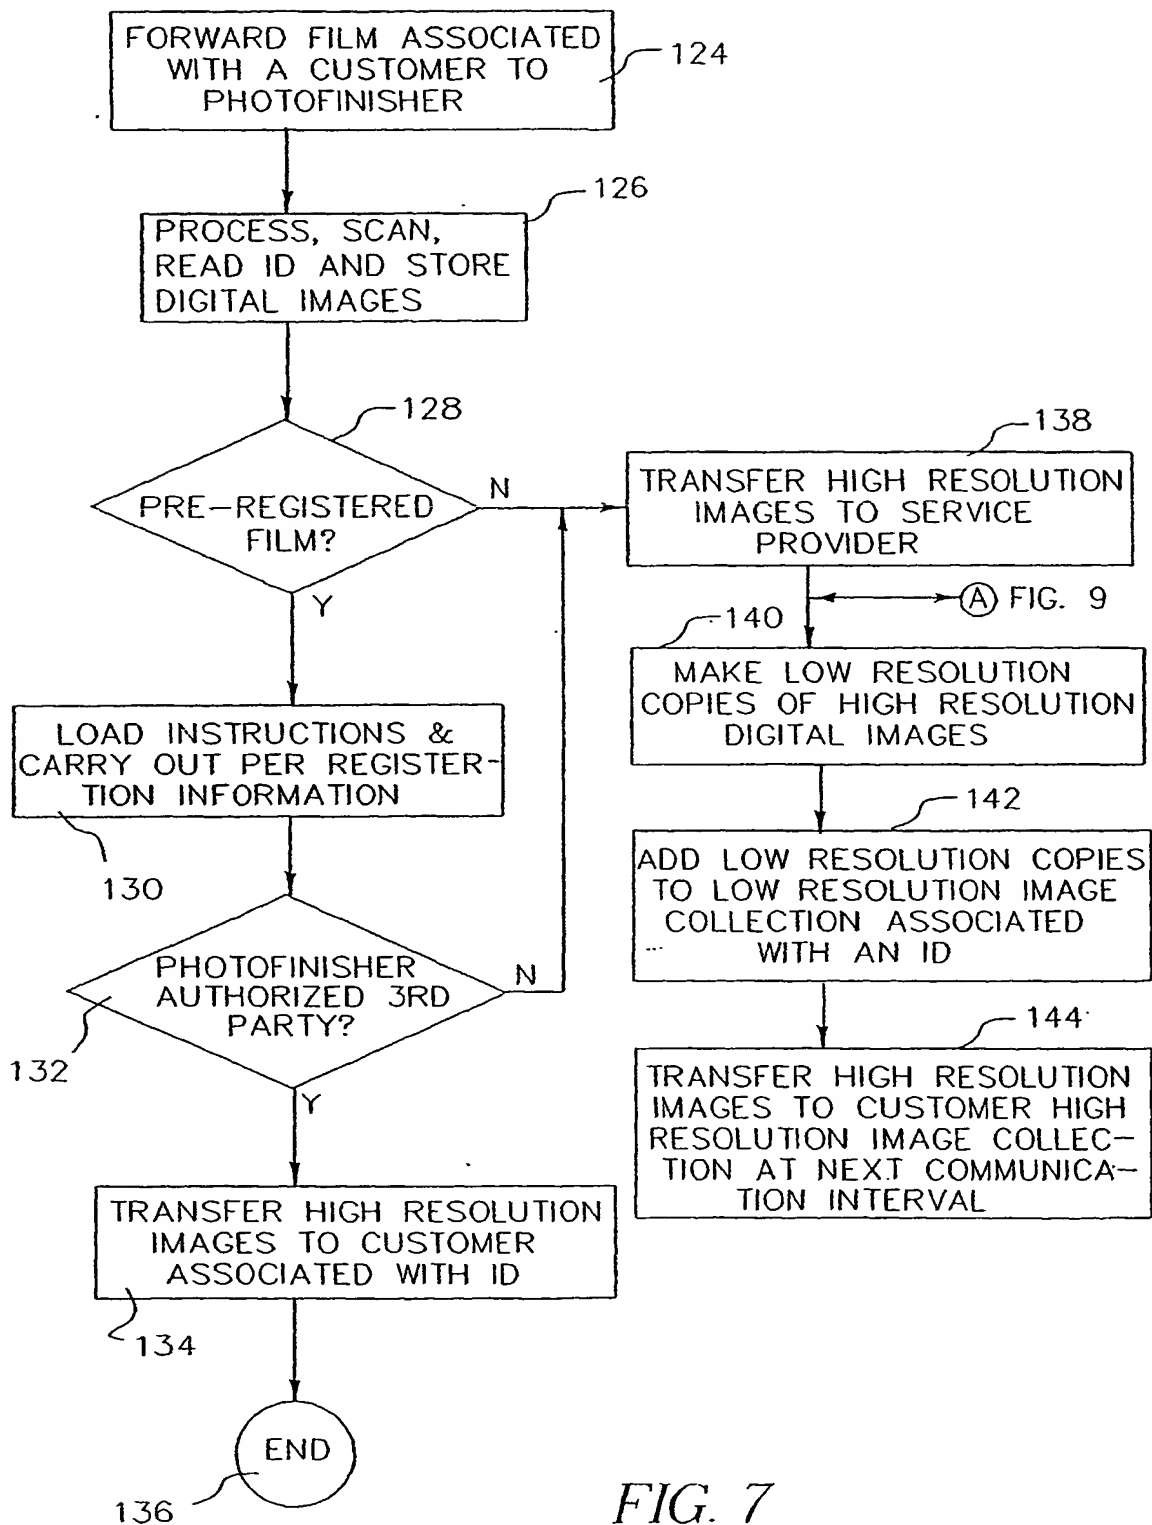 FORWARD FILM ASSOCIATED
WITH A CUSTOMER TO
PHOTOFINISHER
124
126
PROCESS, SCAN,
READ ID AND STORE
DIGITAL IMAGES
128
PRE-REGISTERED
FILM?
N
Y
LOAD INSTRUCTIONS &
CARRY OUT PER REGISTER-
TION INFORMATION
130
PHOTOFINISHER
AUTHORIZED 3RD
PARTY?
N
132
Y
TRANSFER HIGH RESOLUTION
IMAGES TO CUSTOMER
ASSOCIATED WITH ID
134
END
136
138
TRANSFER HIGH RESOLUTION
IMAGES TO SERVICE
PROVIDER
A FIG. 9
140
MAKE LOW RESOLUTION
COPIES OF HIGH RESOLUTION
DIGITAL IMAGES
142
ADD LOW RESOLUTION COPIES
TO LOW RESOLUTION IMAGE
COLLECTION ASSOCIATED
WITH AN ID
144
TRANSFER HIGH RESOLUTION
IMAGES TO CUSTOMER HIGH
RESOLUTION IMAGE COLLEC-
TION AT NEXT COMMUNICA-
TION INTERVAL
FIG. 7